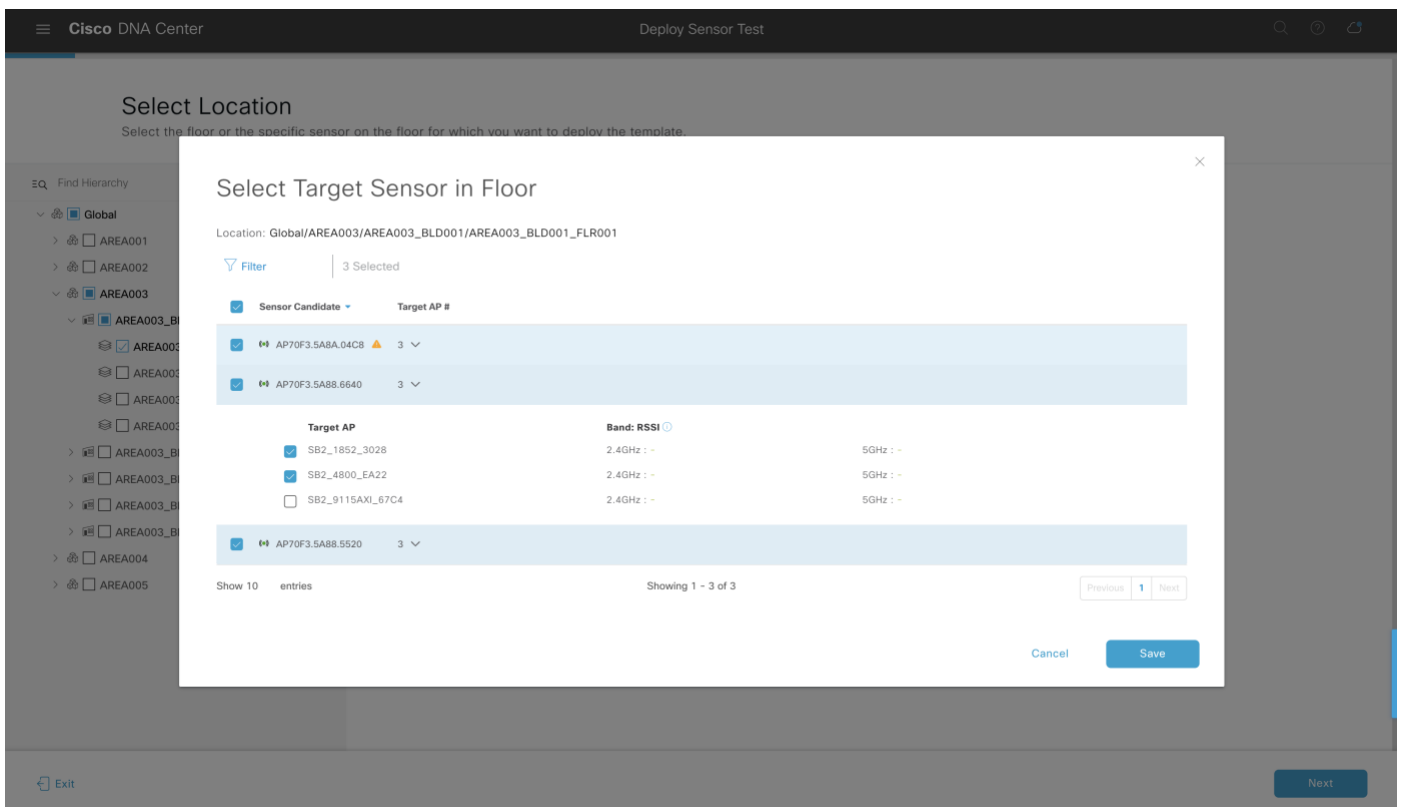 Cisco DNA Center
Deploy Sensor Test
Select Location
Select the floor or the specific sensor on the floor for which you want to deploy the template.
Find Hierarchy
Global
AREA001
AREA002
AREA003
AREA003_B
AREA003
AREA003
AREA003
AREA003
AREA003_B
AREA003_B
AREA003_B
AREA003_B
AREA004
AREA005
Select Target Sensor in Floor
Location: Global/AREA003/AREA003_BLD001/AREA003_BLD001_FLR001
Filter 3 Selected
Sensor Candidate Target AP #
AP70F3.5A8A.04C8 3
AP70F3.5A88.6640 3
Target AP Band: RSSI
SB2_1852_3028 2.4GHz : - 5GHz : -
SB2_4800_EA22 2.4GHz : - 5GHz : -
SB2_9115AXI_67C4 2.4GHz : - 5GHz : -
AP70F3.5A88.5520 3
Show 10 entries Showing 1 - 3 of 3 Previous 1 Next
Cancel Save
Exit Next